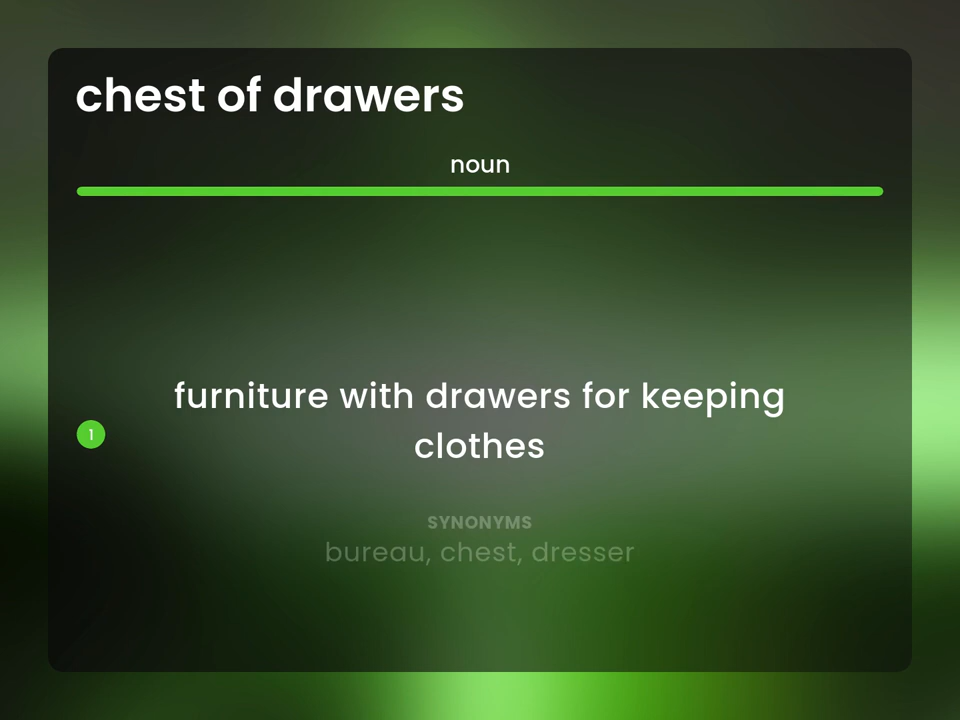 chest of drawers
noun
furniture with drawers for keeping
1
clothes
SYNONYMS
bureau, chest, dresser